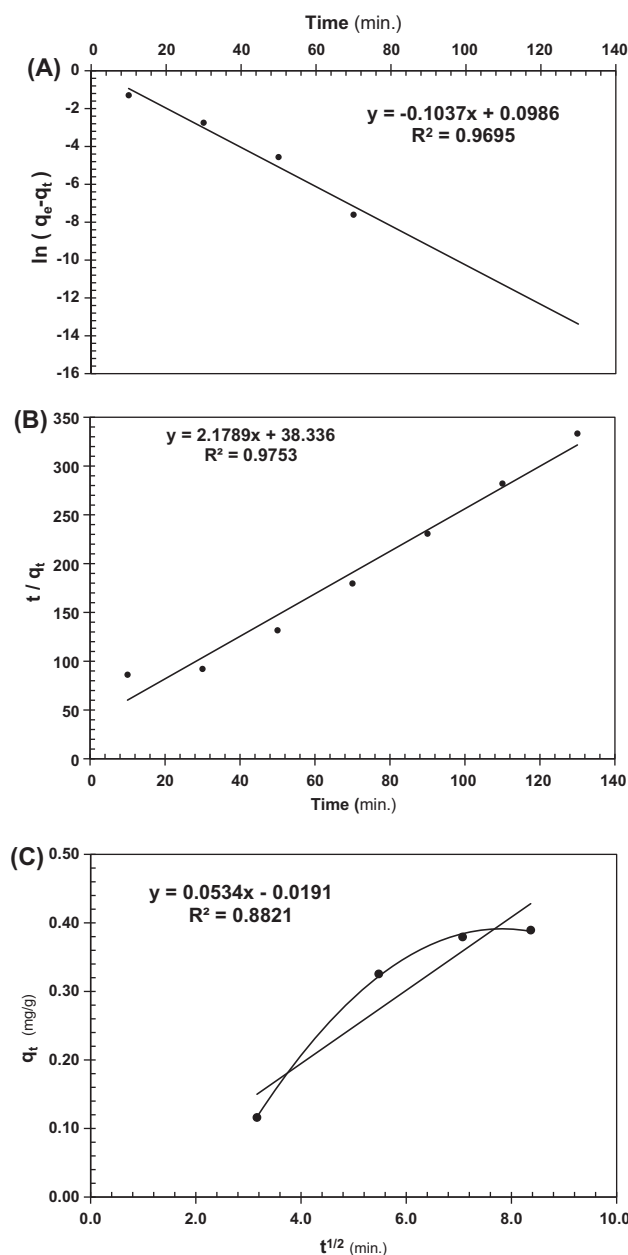 Time (min.)
0 20 40 60 80 100 120 140
(A)
0
-2
-4
-6
-8
-10
-12
-14
-16
ln ( qe-qt )
y = -0.1037x + 0.0986
R² = 0.9695
(B)
350
300
250
200
150
100
50
0
t / qt
y = 2.1789x + 38.336
R² = 0.9753
0 20 40 60 80 100 120 140
Time (min.)
(C)
0.50
0.40
0.30
0.20
0.10
0.00
qt (mg/g)
y = 0.0534x - 0.0191
R² = 0.8821
0.0 2.0 4.0 6.0 8.0 10.0
t1/2 (min.)